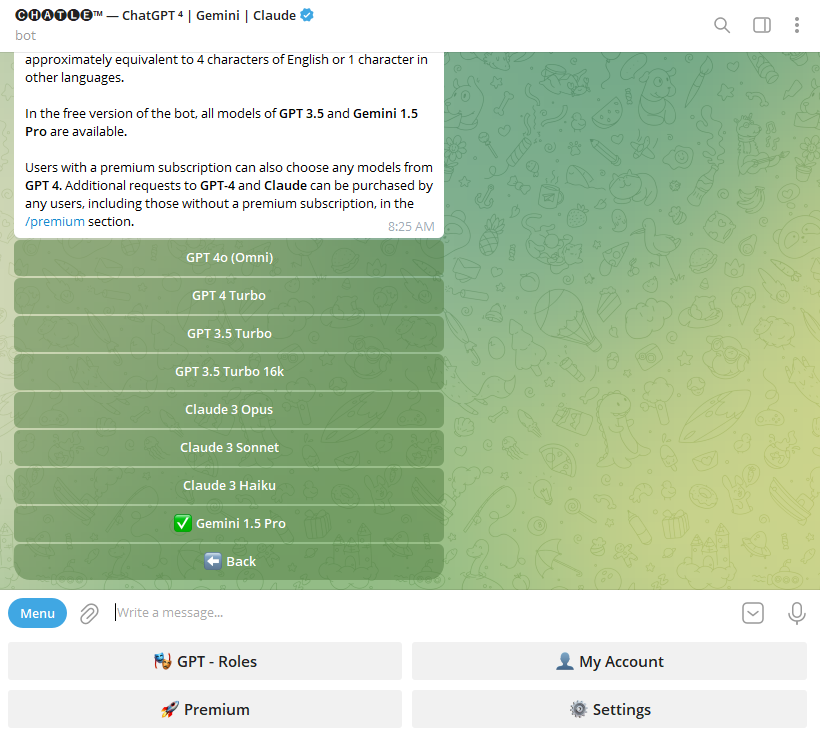 🅒🅗🅐🅣🅛🅔™ — ChatGPT ⁴ | Gemini | Claude
bot
approximately equivalent to 4 characters of English or 1 character in
other languages.
In the free version of the bot, all models of GPT 3.5 and Gemini 1.5
Pro are available.
Users with a premium subscription can also choose any models from
GPT 4. Additional requests to GPT-4 and Claude can be purchased by
any users, including those without a premium subscription, in the
/premium section.
8:25 AM
GPT 4o (Omni)
GPT 4 Turbo
GPT 3.5 Turbo
GPT 3.5 Turbo 16k
Claude 3 Opus
Claude 3 Sonnet
Claude 3 Haiku
✅ Gemini 1.5 Pro
⬅️ Back
Menu
Write a message...
🎭 GPT - Roles
👤 My Account
🚀 Premium
⚙️ Settings